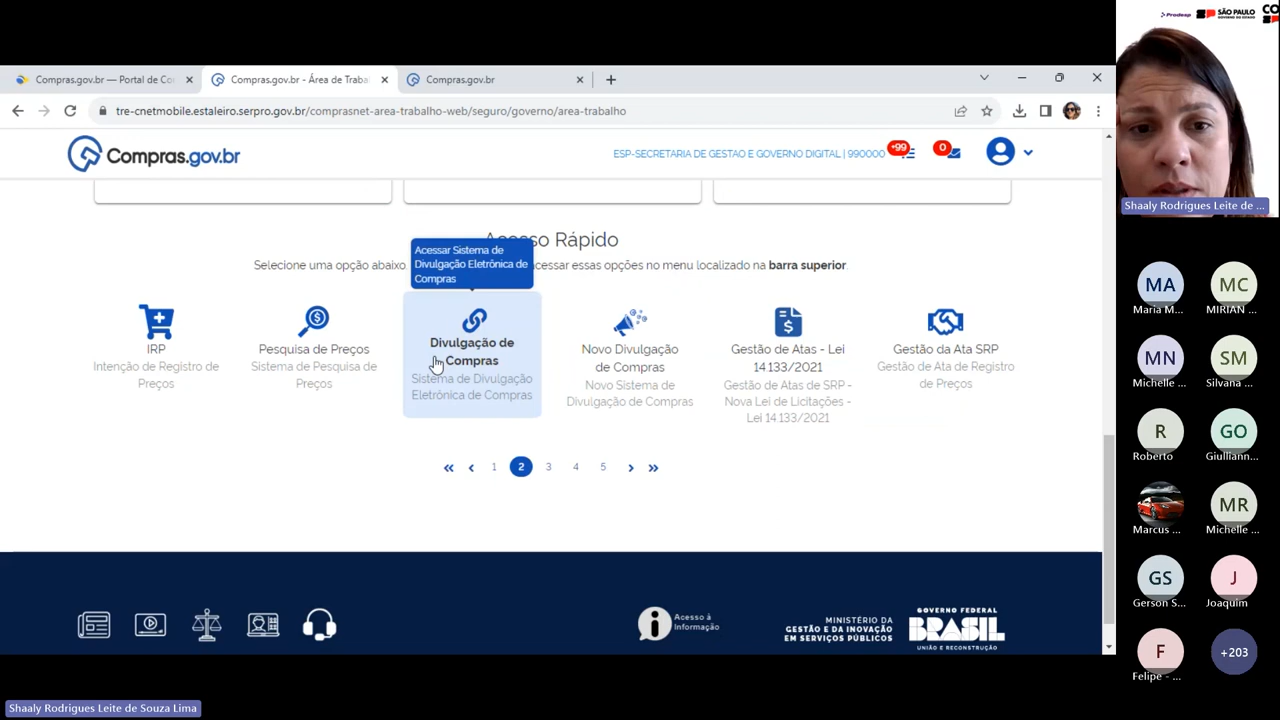 Prodesp
SÃO PAULO
GOVERNO DO ESTADO
CO
Compras.gov.br — Portal de Co
Compras.gov.br - Área de Traba
Compras.gov.br
tre-cnetmobile.estaleiro.serpro.gov.br/comprasnet-area-trabalho-web/seguro/governo/area-trabalho
Compras.gov.br
ESP-SECRETARIA DE GESTAO E GOVERNO DIGITAL | 990000
+99
0
Shaaly Rodrigues Leite de ...
Acesso Rápido
Selecione uma opção abaixo.
acessar essas opções no menu localizado na barra superior.
Acessar Sistema de
Divulgação Eletrônica de
Compras
IRP
Intenção de Registro de
Preços
Pesquisa de Preços
Sistema de Pesquisa de
Preços
Divulgação de
Compras
Sistema de Divulgação
Eletrônica de Compras
Novo Divulgação
de Compras
Novo Sistema de
Divulgação de Compras
Gestão de Atas - Lei
14.133/2021
Gestão de Atas de SRP -
Nova Lei de Licitações -
Lei 14.133/2021
Gestão da Ata SRP
Gestão de Ata de Registro
de Preços
« ‹ 1 2 3 4 5 › »
Acesso à
Informação
MINISTÉRIO DA
GESTÃO E DA INOVAÇÃO
EM SERVIÇOS PÚBLICOS
GOVERNO FEDERAL
BRASIL
UNIÃO E RECONSTRUÇÃO
MA
Maria M...
MC
MIRIAN ...
MN
Michelle ...
SM
Silvana ...
R
Roberto
GO
Giulliann...
Marcus ...
MR
Michelle ...
GS
Gerson S...
J
Joaquim
F
Felipe - ...
+203
Shaaly Rodrigues Leite de Souza Lima